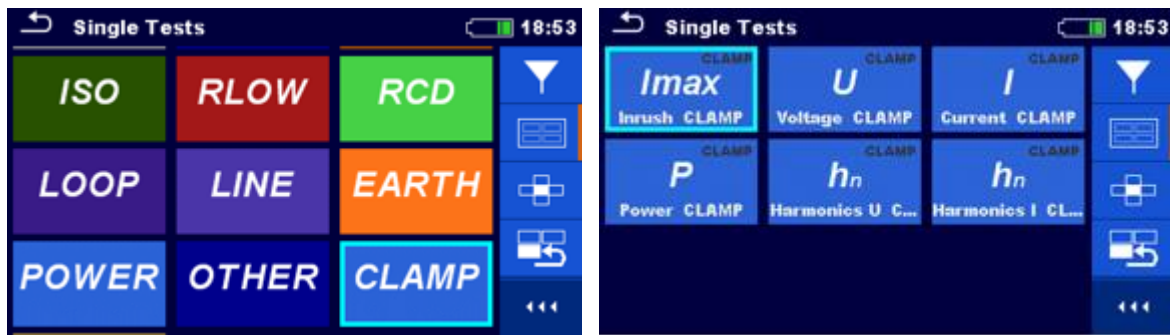 Single Tests 18:53
ISO RLOW RCD
LOOP LINE EARTH
POWER OTHER CLAMP
Single Tests 18:53
CLAMP CLAMP CLAMP
Imax U I
Inrush CLAMP Voltage CLAMP Current CLAMP
CLAMP CLAMP CLAMP
P hn hn
Power CLAMP Harmonics U C... Harmonics I CL...